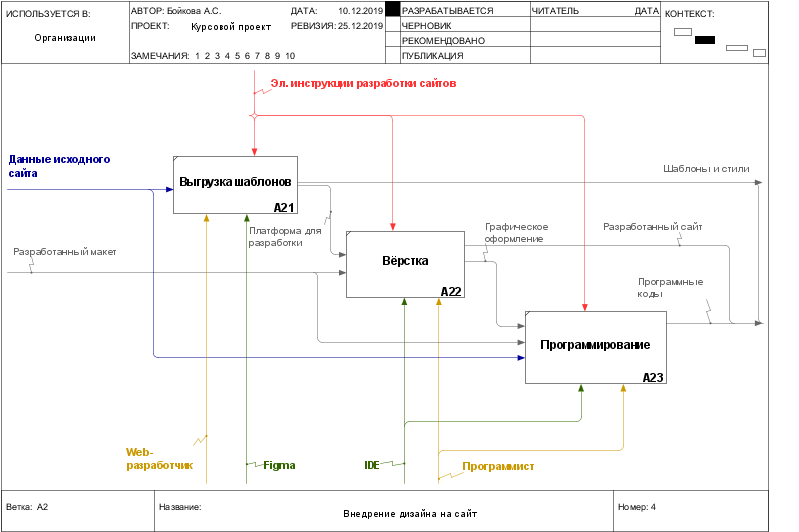 ИСПОЛЬЗУЕТСЯ В:
Организации
АВТОР: Бойкова А.С.
ДАТА: 10.12.2019
ПРОЕКТ: Курсовой проект
РЕВИЗИЯ: 25.12.2019
ЗАМЕЧАНИЯ: 1 2 3 4 5 6 7 8 9 10
РАЗРАБАТЫВАЕТСЯ
ЧЕРНОВИК
РЕКОМЕНДОВАНО
ПУБЛИКАЦИЯ
ЧИТАТЕЛЬ
ДАТА
КОНТЕКСТ:
Эл. инструкции разработки сайтов
Данные исходного
сайта
Выгрузка шаблонов
A21
Шаблоны и стили
Платформа для
разработки
Разработанный макет
Вёрстка
A22
Графическое
оформление
Разработанный сайт
Программные
коды
Программирование
A23
Web-
разработчик
Figma
IDE
Программист
Ветка: A2
Название:
Внедрение дизайна на сайт
Номер: 4